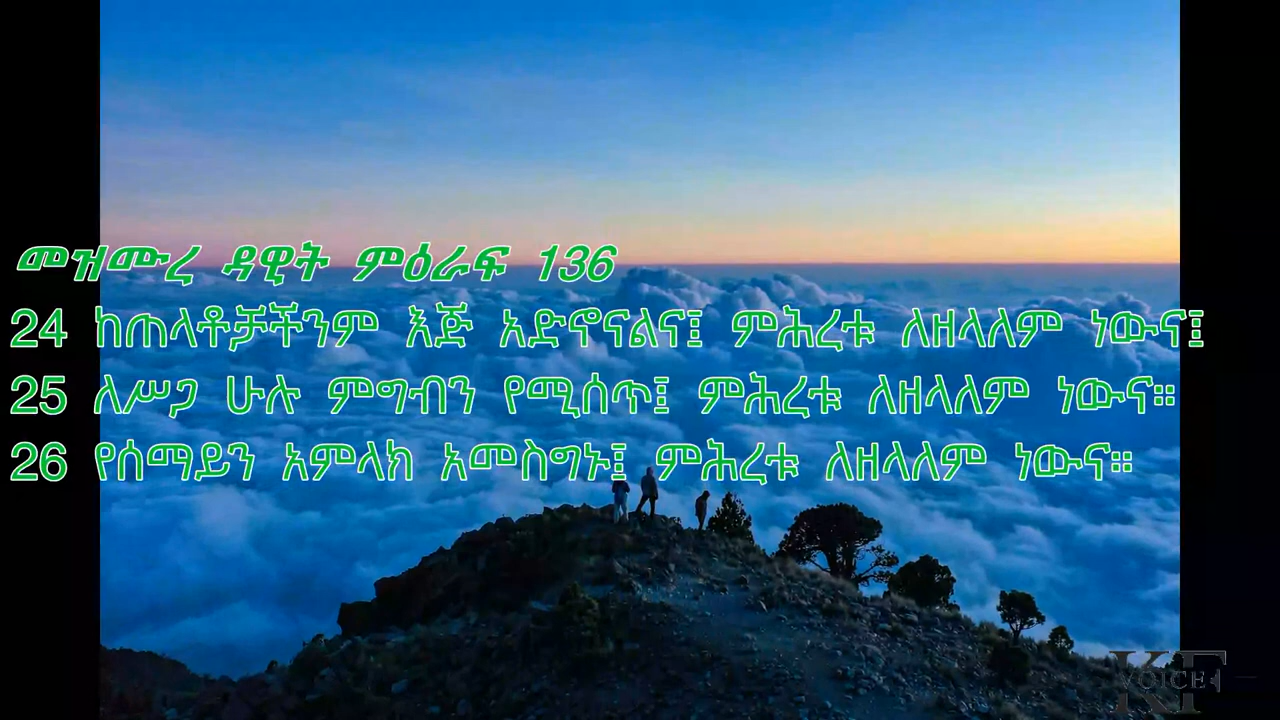 መዝሙረ ዳዊት ምዕራፍ 136
24 ከጠላቶቻችንም እጅ አድኖናልና፤ ምሕረቱ ለዘላለም ነውና፤
25 ለሥጋ ሁሉ ምግብን የሚሰጥ፤ ምሕረቱ ለዘላለም ነውና።
26 የሰማይን አምላክ አመስግኑ፤ ምሕረቱ ለዘላለም ነውና።
KF
VOICE